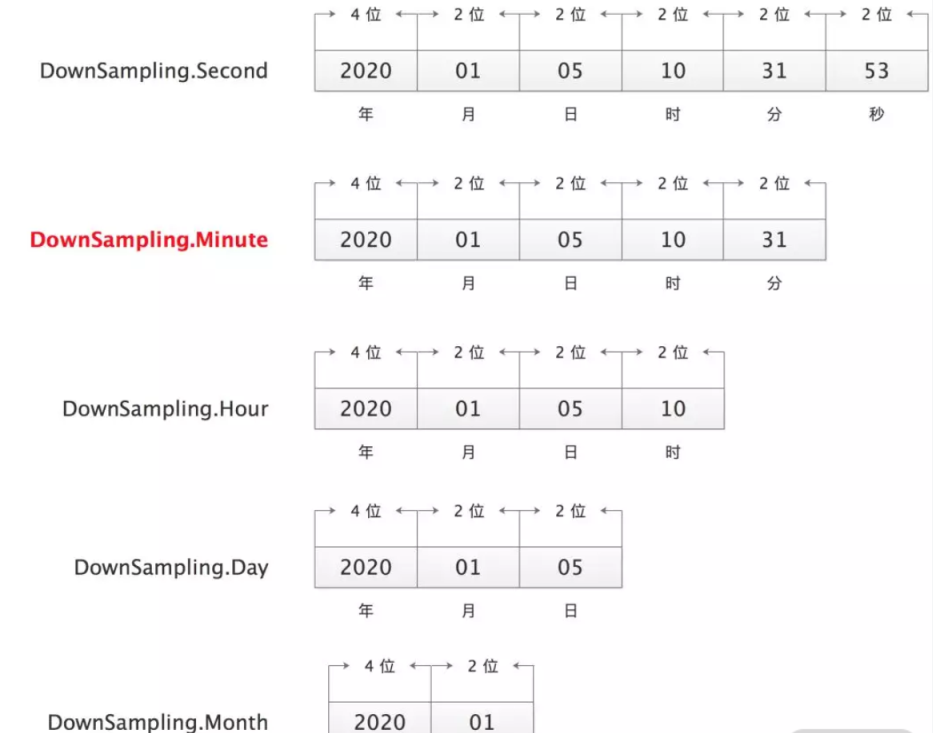 4 位 2 位 2 位 2 位 2 位 2 位
DownSampling.Second 2020 01 05 10 31 53
年 月 日 时 分 秒
4 位 2 位 2 位 2 位 2 位
DownSampling.Minute 2020 01 05 10 31
年 月 日 时 分
4 位 2 位 2 位 2 位
DownSampling.Hour 2020 01 05 10
年 月 日 时
4 位 2 位 2 位
DownSampling.Day 2020 01 05
年 月 日
4 位 2 位
DownSampling.Month 2020 01